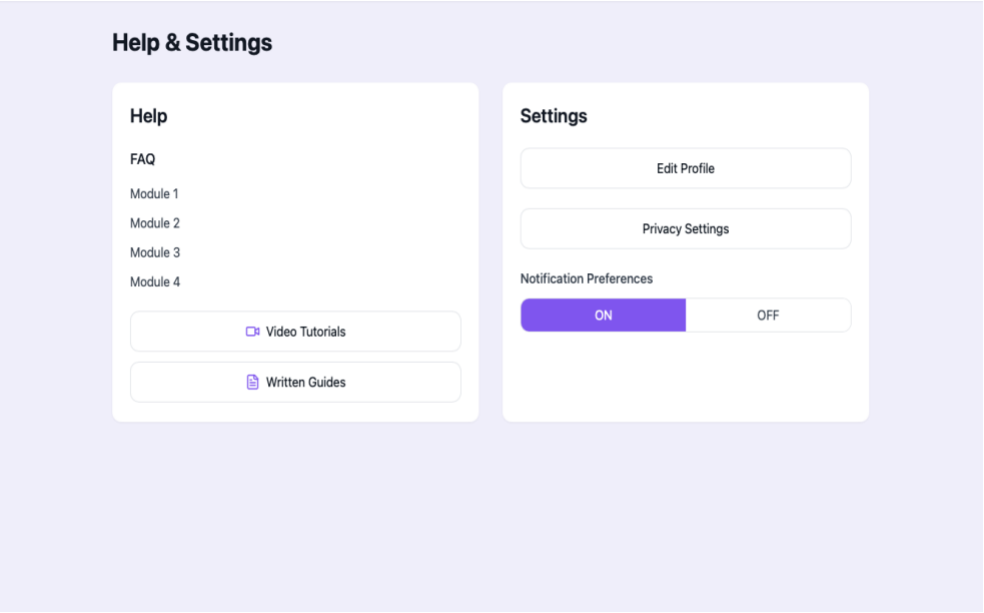 Help & Settings
Help
FAQ
Module 1
Module 2
Module 3
Module 4
Video Tutorials
Written Guides
Settings
Edit Profile
Privacy Settings
Notification Preferences
ON
OFF